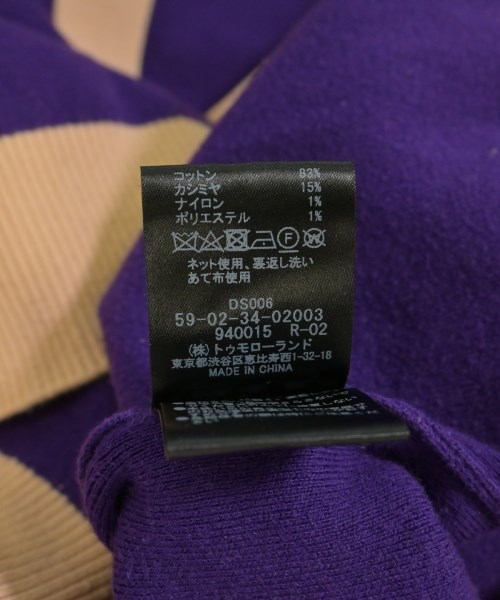 コットン 83%
カシミヤ 15%
ナイロン 1%
ポリエステル 1%
ネット使用、裏返し洗い
あて布使用
DS006
59-02-34-02003
940015 R-02
(株)トゥモローランド
東京都渋谷区恵比寿西1-32-18
MADE IN CHINA